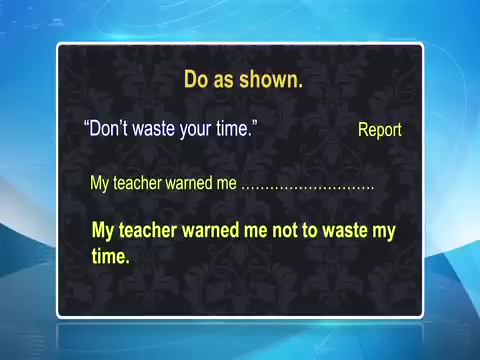 Do as shown.
“Don’t waste your time.” Report
My teacher warned me ………………………..
My teacher warned me not to waste my
time.